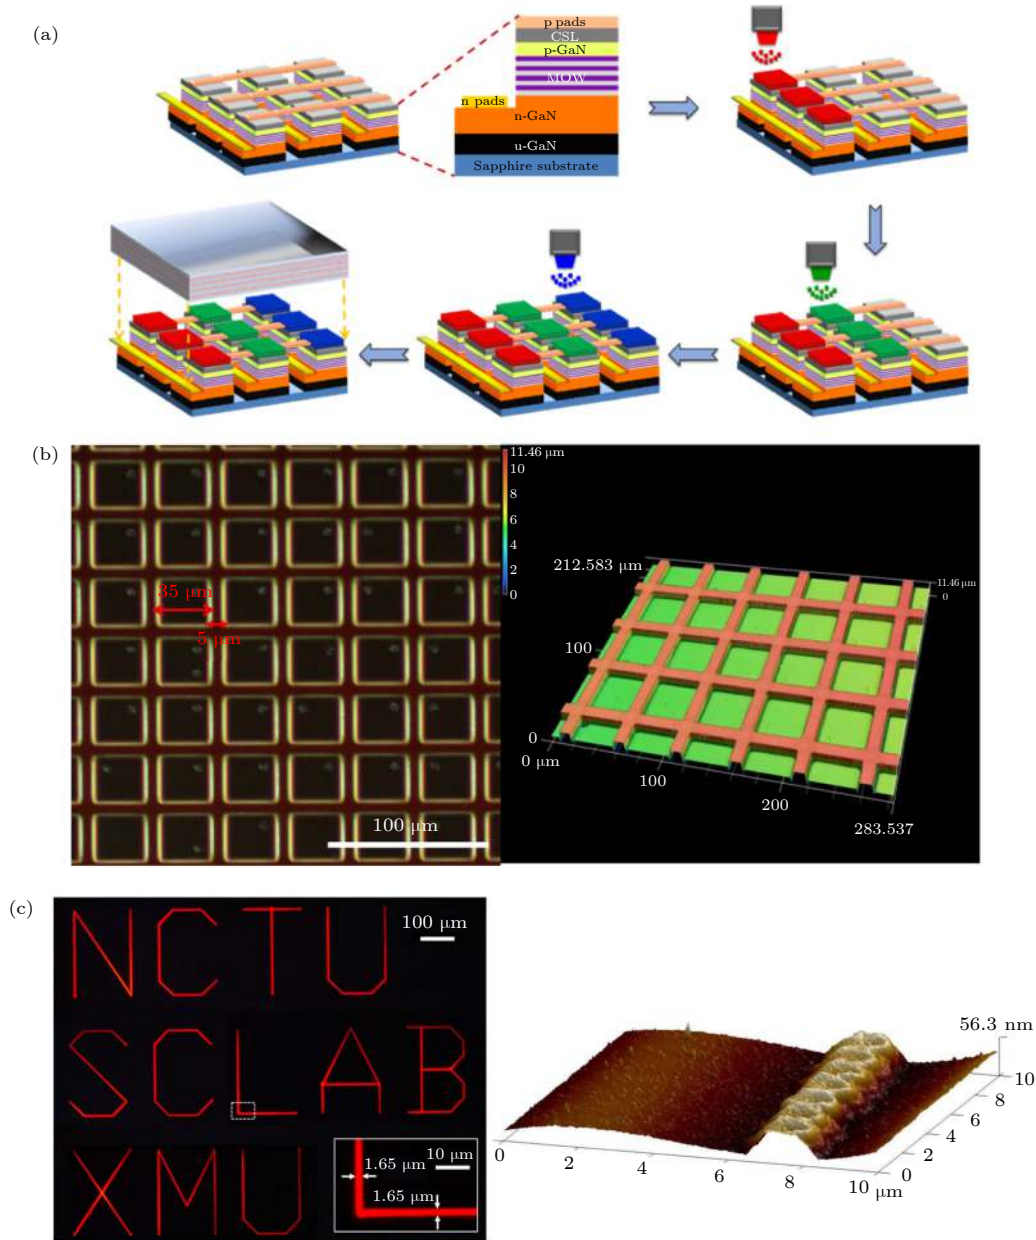 (a)
p pads
CSL
p-GaN
MQW
n pads
n-GaN
u-GaN
Sapphire substrate
(b)
35 μm
5 μm
100 μm
11.46 μm
10
8
6
4
2
0
212.583 μm
11.46 μm
0
100
0
0 μm
100
200
283.537
(c)
NCTU
100 μm
SCLAB
XMU
10 μm
1.65 μm
1.65 μm
56.3 nm
10
8
6
4
2
0
0
2
4
6
8
10 μm